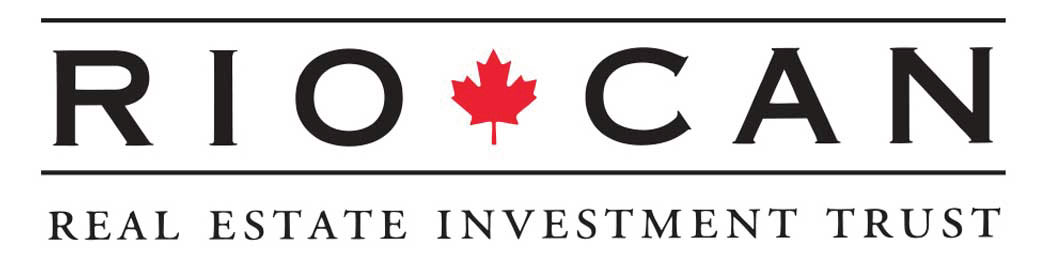 RIO CAN
REAL ESTATE INVESTMENT TRUST